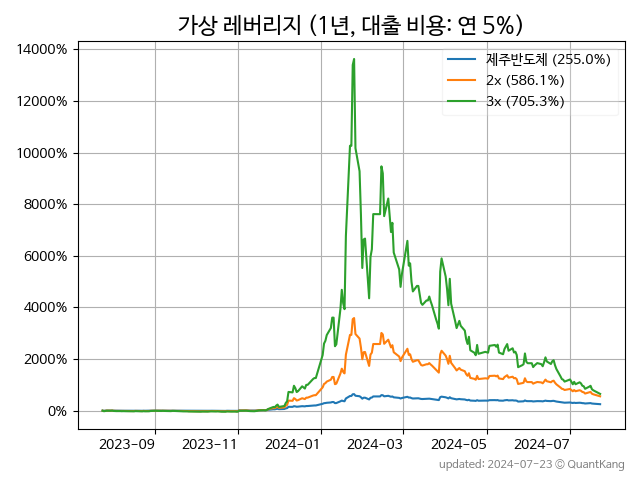 가상 레버리지 (1년, 대출 비용: 연 5%)
제주반도체 (255.0%)
2x (586.1%)
3x (705.3%)
14000%
12000%
10000%
8000%
6000%
4000%
2000%
0%
2023-09 2023-11 2024-01 2024-03 2024-05 2024-07
updated: 2024-07-23 © QuantKang